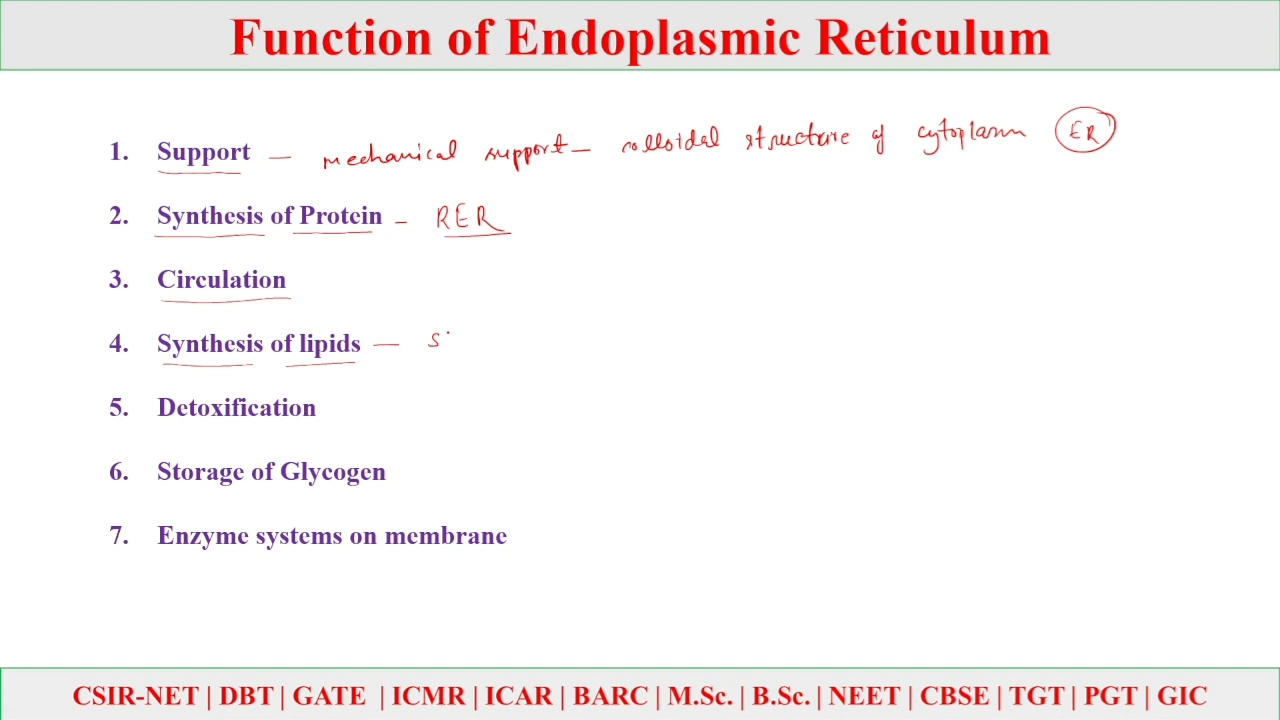 Function of Endoplasmic Reticulum
1. Support — mechanical support – colloidal structure of cytoplasm ER
2. Synthesis of Protein – RER
3. Circulation
4. Synthesis of lipids — S
5. Detoxification
6. Storage of Glycogen
7. Enzyme systems on membrane
CSIR-NET | DBT | GATE | ICMR | ICAR | BARC | M.Sc. | B.Sc. | NEET | CBSE | TGT | PGT | GIC